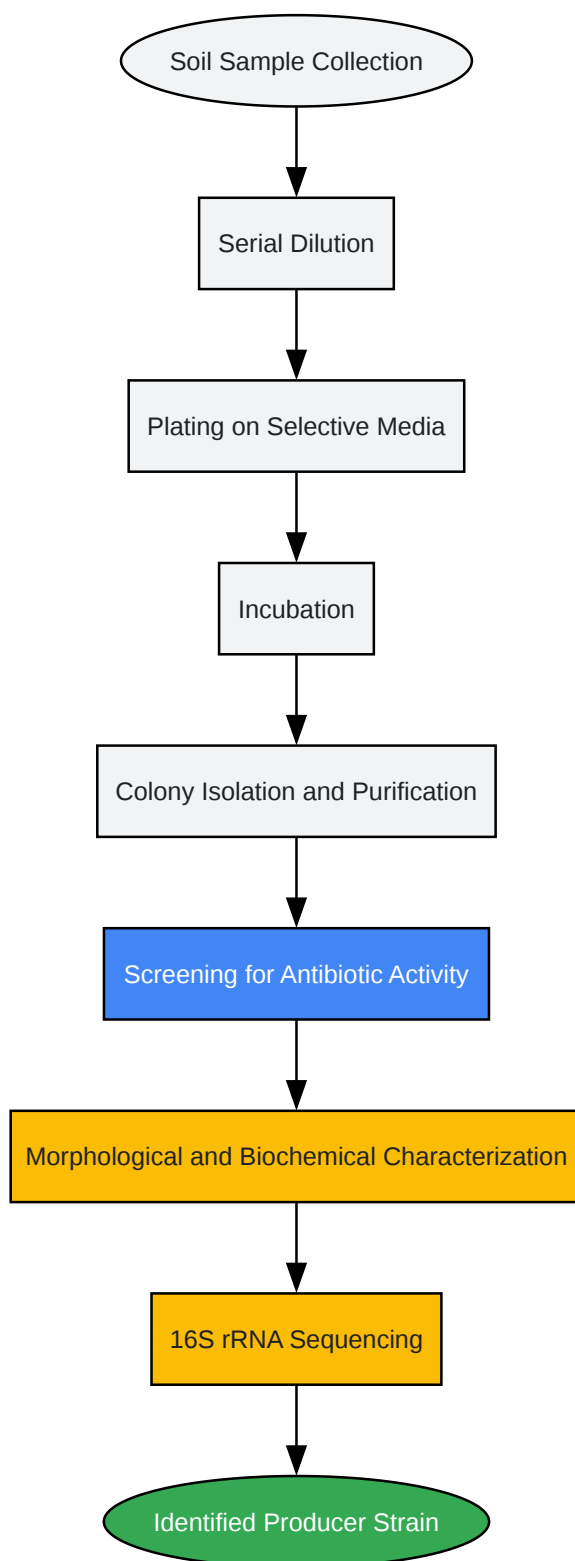 Soil Sample Collection
Serial Dilution
Plating on Selective Media
Incubation
Colony Isolation and Purification
Screening for Antibiotic Activity
Morphological and Biochemical Characterization
16S rRNA Sequencing
Identified Producer Strain